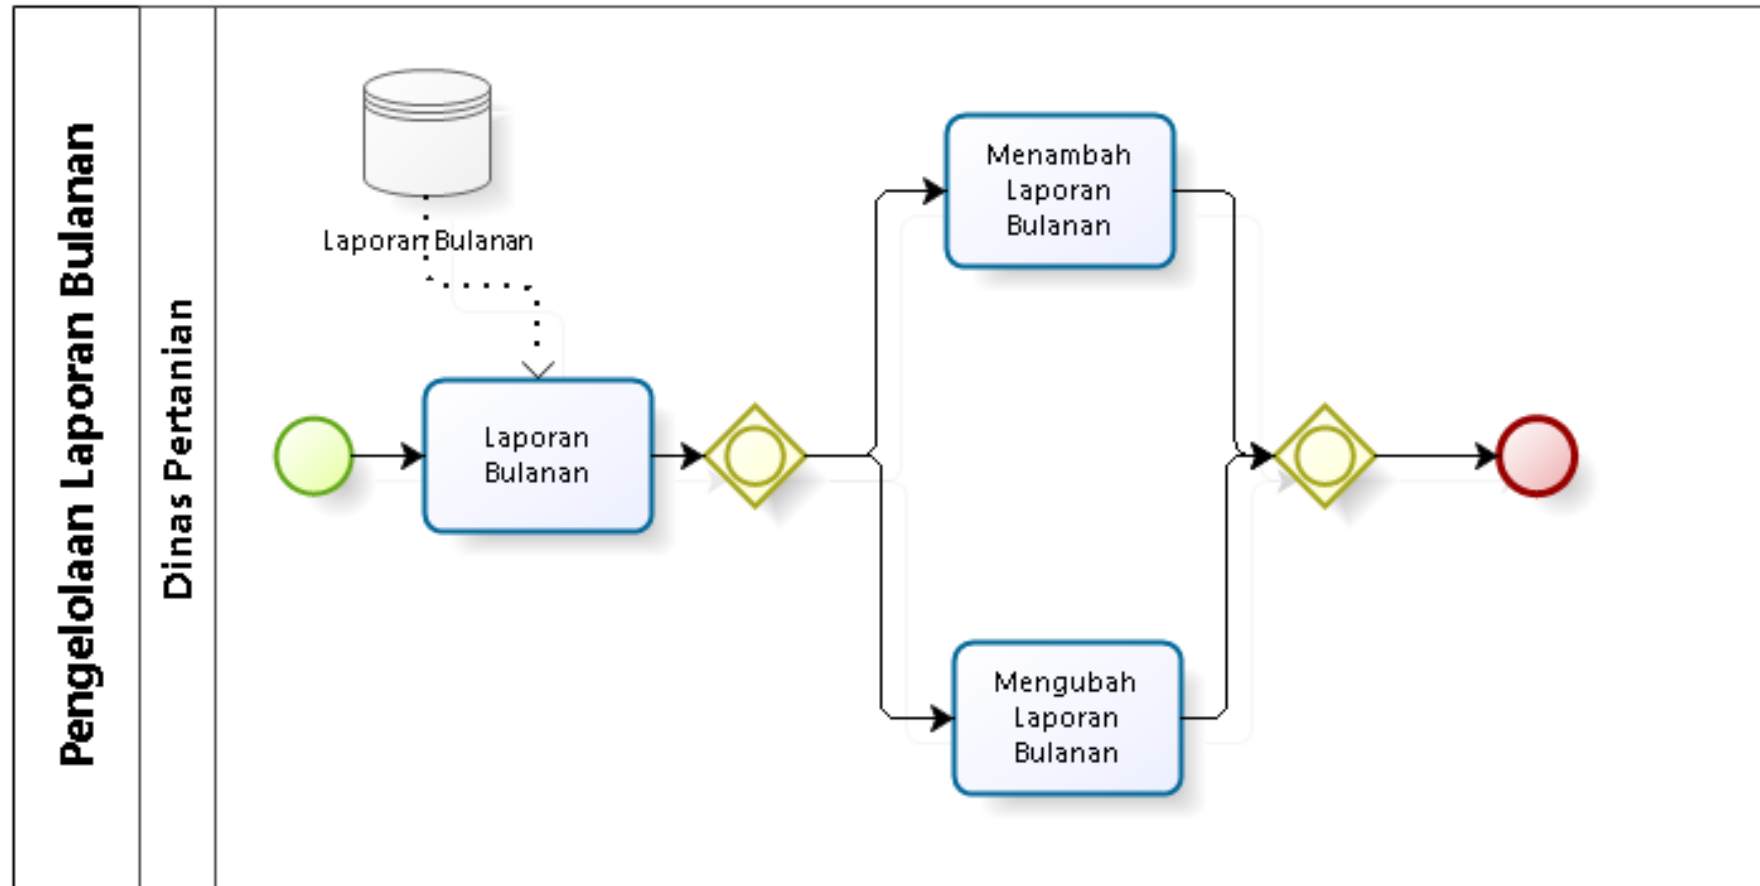 Pengelolaan Laporan Bulanan
Dinas Pertanian
Laporan Bulanan
Laporan
Bulanan
Menambah
Laporan
Bulanan
Mengubah
Laporan
Bulanan